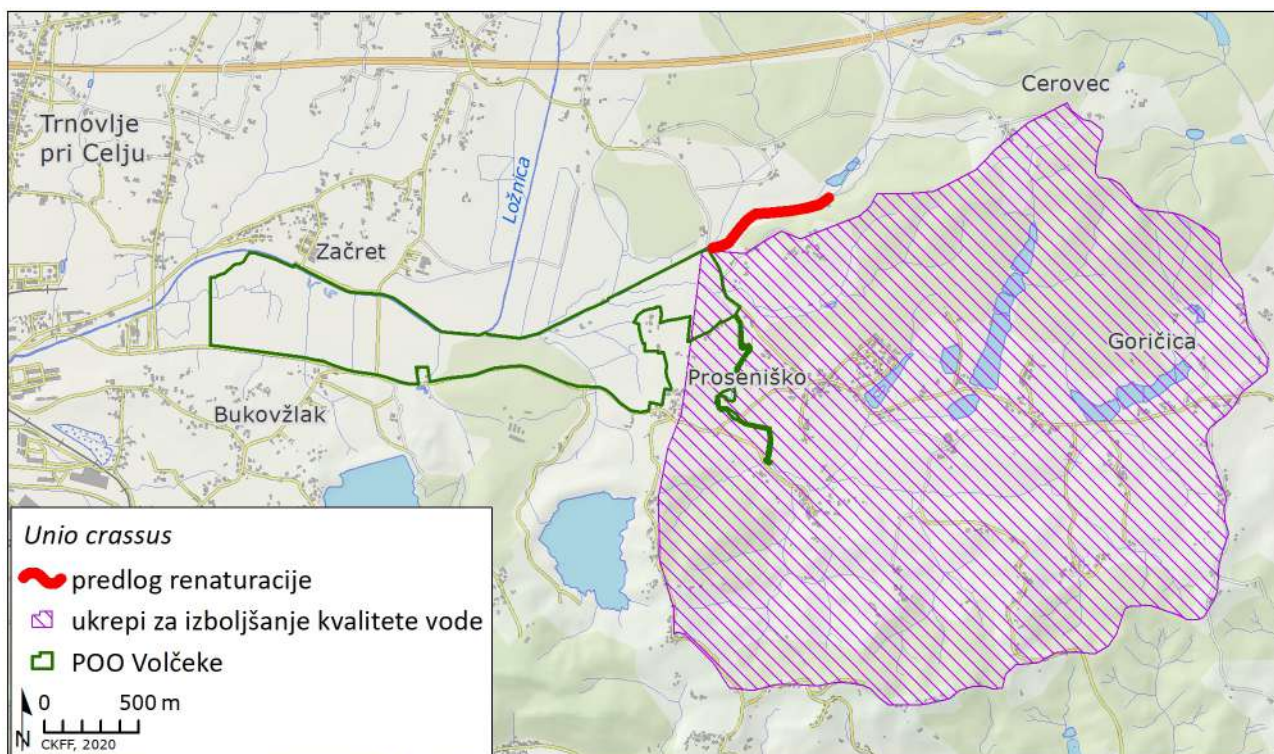 Cerovec
Trnovlje
pri Celju
Ložnica
Začret
Goričica
Proseniško
Bukovžlak
Unio crassus
predlog renaturacije
ukrepi za izboljšanje kvalitete vode
POO Volčeke
0 500 m
N
CKFF, 2020